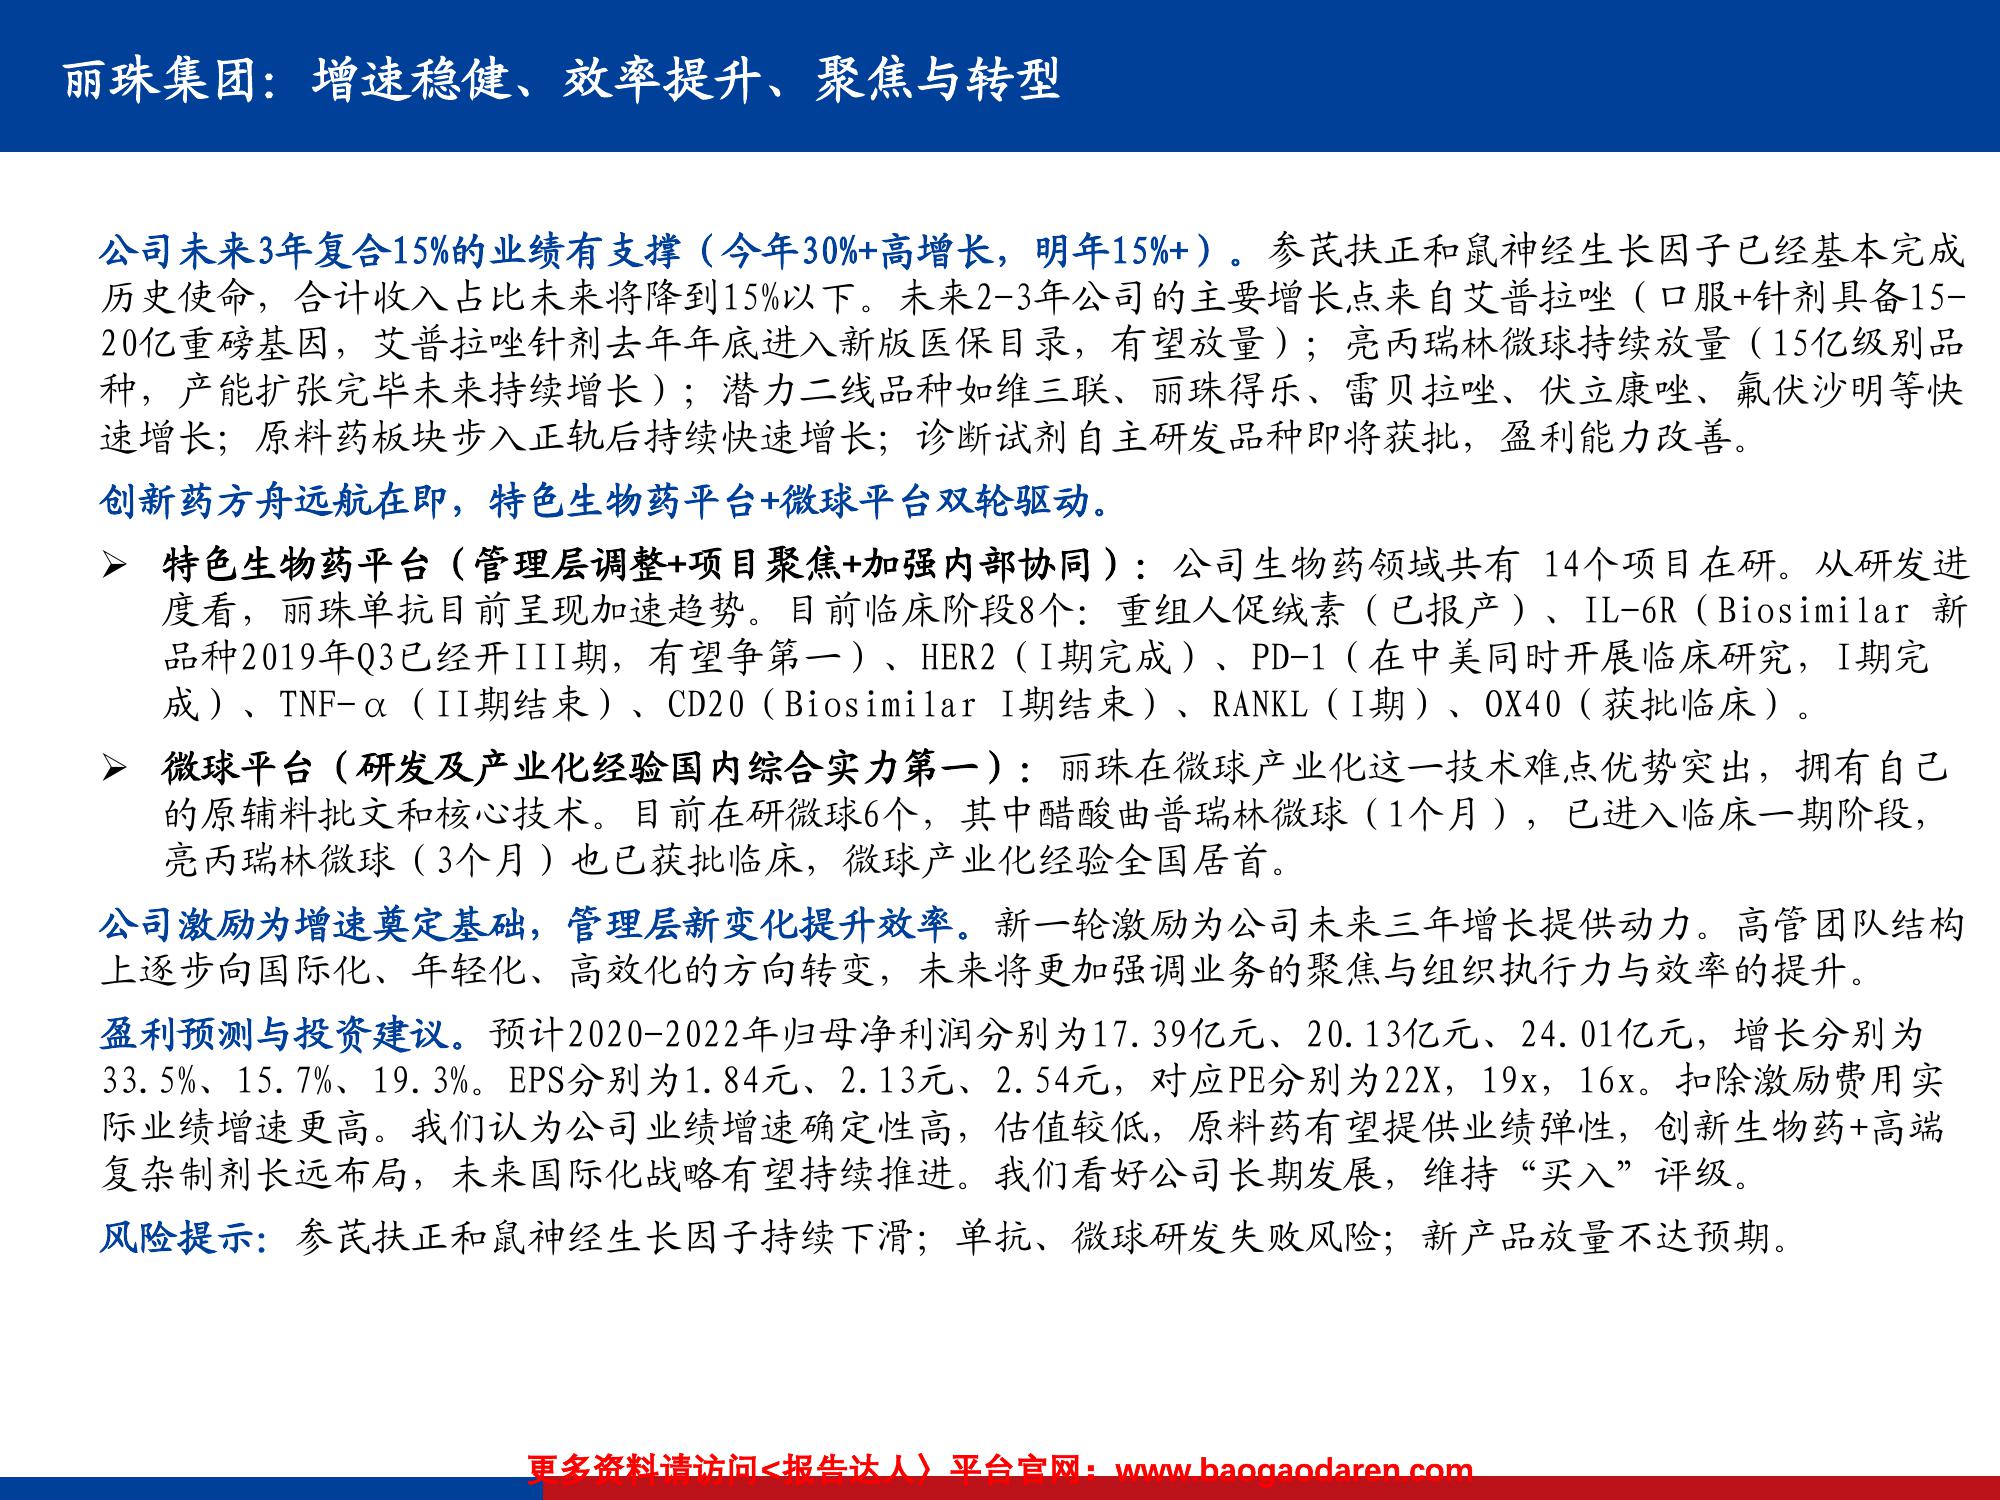 丽珠集团：增速稳健、效率提升、聚焦与转型
公司未来3年复合15%的业绩有支撑（今年30%+高增长，明年15%+）。参芪扶正和鼠神经生长因子已经基本完成
历史使命，合计收入占比未来将降到15%以下。未来2-3年公司的主要增长点来自艾普拉唑（口服+针剂具备15-
20亿重磅基因，艾普拉唑针剂去年年底进入新版医保目录，有望放量）；亮丙瑞林微球持续放量（15亿级别品
种，产能扩张完毕未来持续增长）；潜力二线品种如维三联、丽珠得乐、雷贝拉唑、伏立康唑、氟伏沙明等快
速增长；原料药板块步入正轨后持续快速增长；诊断试剂自主研发品种即将获批，盈利能力改善。
创新药方舟远航在即，特色生物药平台+微球平台双轮驱动。
➢ 特色生物药平台（管理层调整+项目聚焦+加强内部协同）：公司生物药领域共有 14个项目在研。从研发进
度看，丽珠单抗目前呈现加速趋势。目前临床阶段8个：重组人促绒素（已报产）、IL-6R（Biosimilar 新
品种2019年Q3已经开III期，有望争第一）、HER2（I期完成）、PD-1（在中美同时开展临床研究，I期完
成）、TNF-α（II期结束）、CD20（Biosimilar I期结束）、RANKL（I期）、OX40（获批临床）。
➢ 微球平台（研发及产业化经验国内综合实力第一）：丽珠在微球产业化这一技术难点优势突出，拥有自己
的原辅料批文和核心技术。目前在研微球6个，其中醋酸曲普瑞林微球（1个月），已进入临床一期阶段，
亮丙瑞林微球（3个月）也已获批临床，微球产业化经验全国居首。
公司激励为增速奠定基础，管理层新变化提升效率。新一轮激励为公司未来三年增长提供动力。高管团队结构
上逐步向国际化、年轻化、高效化的方向转变，未来将更加强调业务的聚焦与组织执行力与效率的提升。
盈利预测与投资建议。预计2020-2022年归母净利润分别为17.39亿元、20.13亿元、24.01亿元，增长分别为
33.5%、15.7%、19.3%。EPS分别为1.84元、2.13元、2.54元，对应PE分别为22X，19x，16x。扣除激励费用实
际业绩增速更高。我们认为公司业绩增速确定性高，估值较低，原料药有望提供业绩弹性，创新生物药+高端
复杂制剂长远布局，未来国际化战略有望持续推进。我们看好公司长期发展，维持“买入”评级。
风险提示：参芪扶正和鼠神经生长因子持续下滑；单抗、微球研发失败风险；新产品放量不达预期。
更多资料请访问<报告达人〉平台官网：www.baogaodaren.com